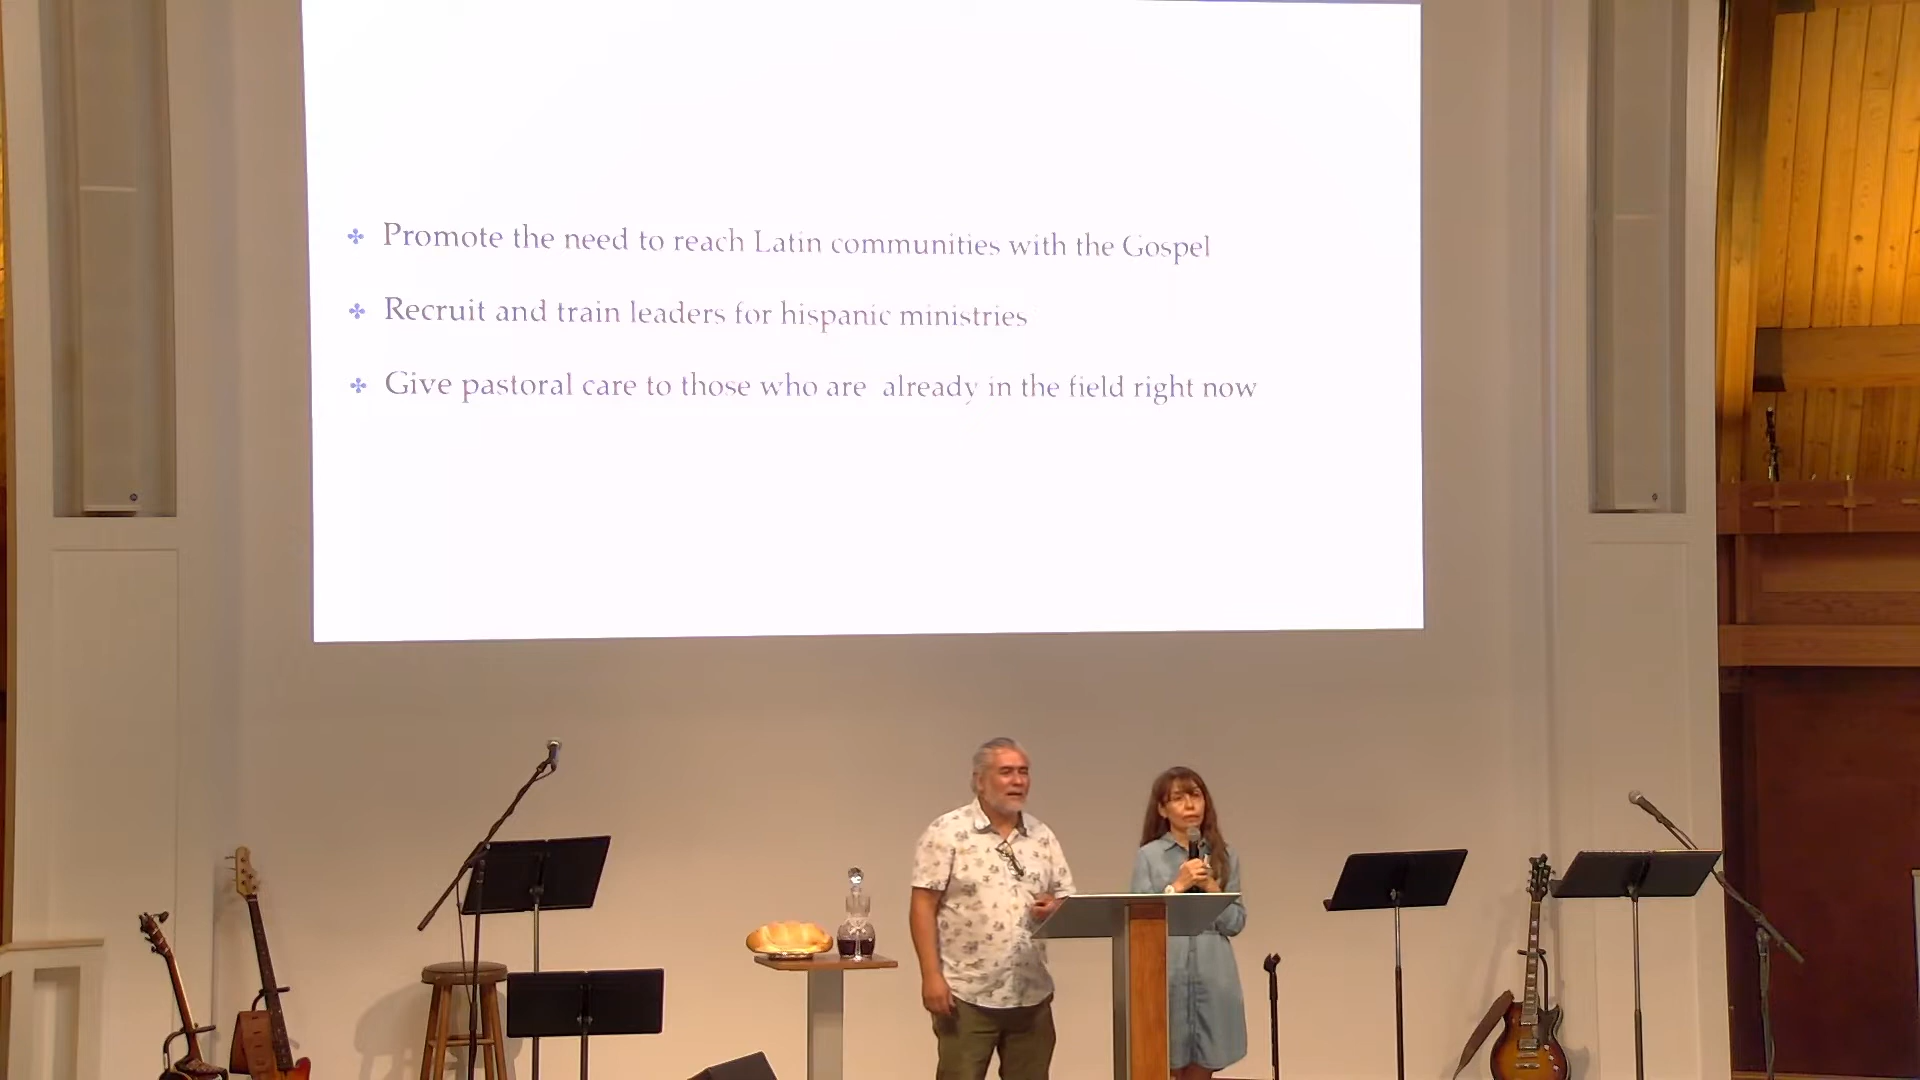 Promote the need to reach Latin communities with the Gospel
Recruit and train leaders for hispanic ministries
Give pastoral care to those who are already in the field right now